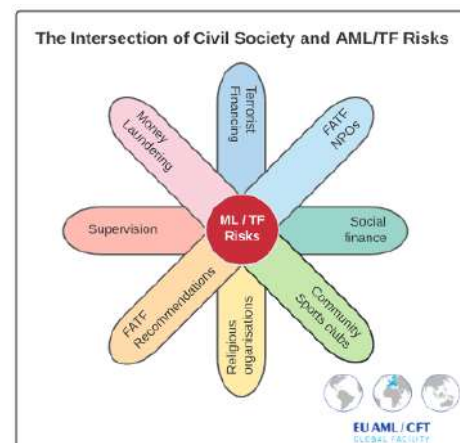 The Intersection of Civil Society and AML/TF Risks
Terrorist
Financing
FATF
NPOs
Social
finance
Community
Sports clubs
Religious
organisations
FATF
Recommendations
Supervision
Money
Laundering
ML / TF
Risks
EU AML / CFT
GLOBAL FACILITY